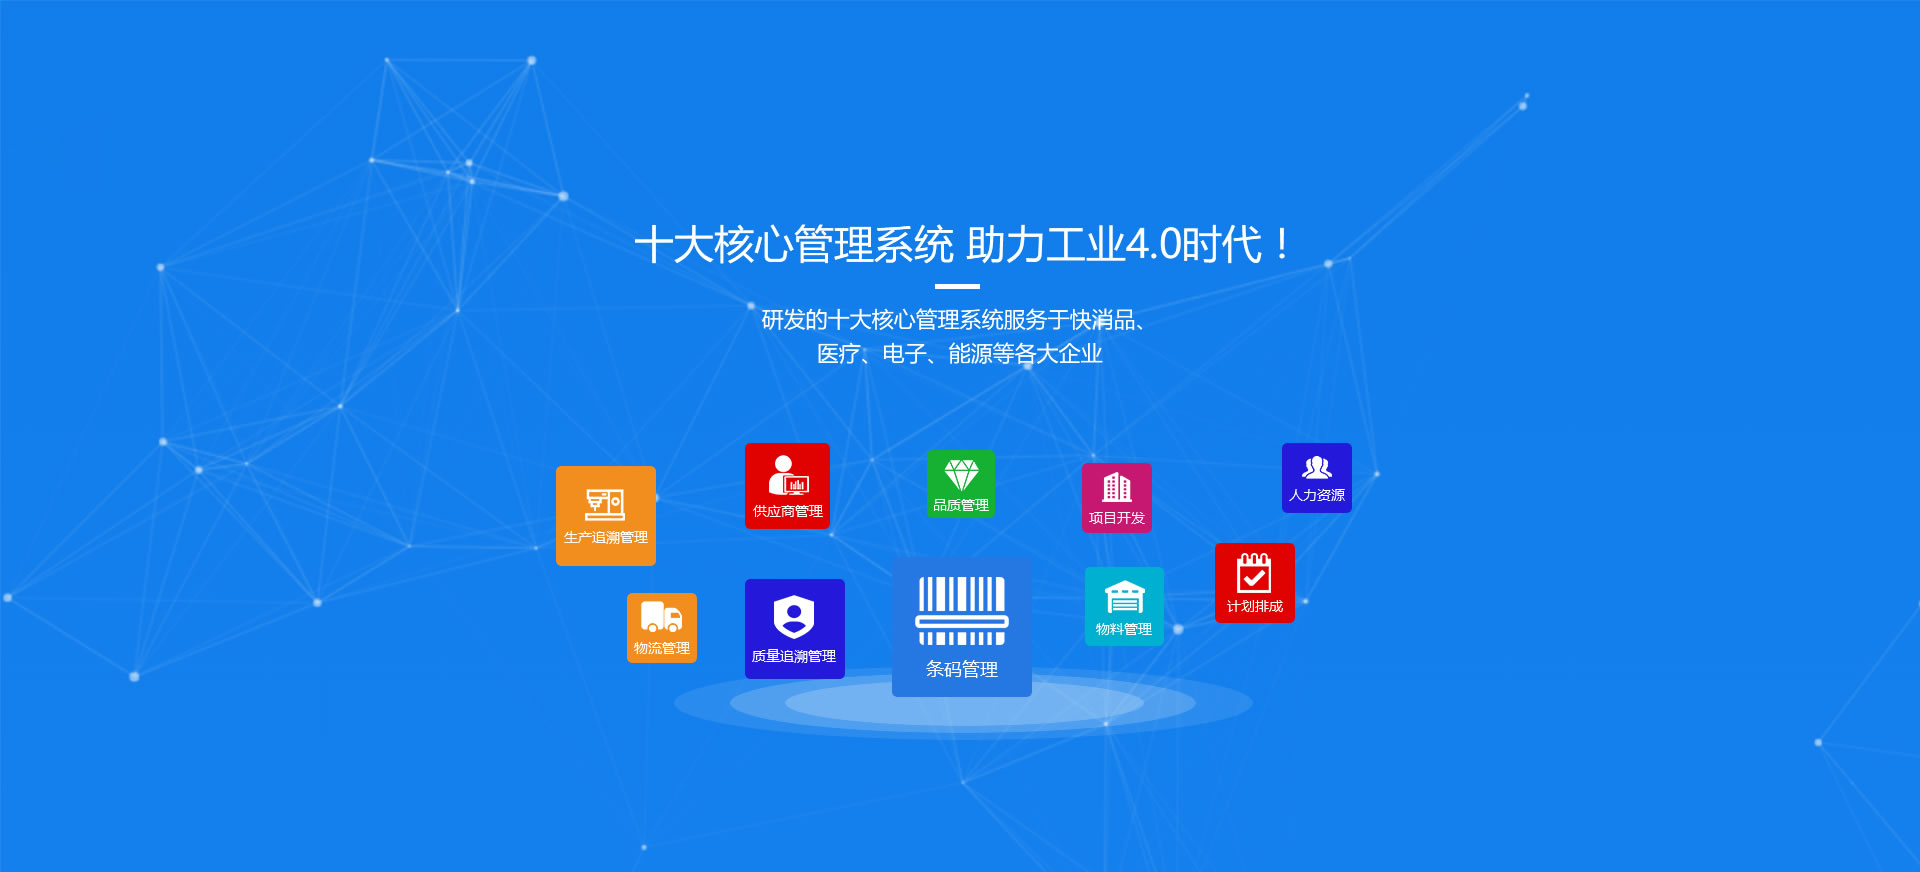 十大核心管理系统 助力工业4.0时代！
研发的十大核心管理系统服务于快消品、
医疗、电子、能源等各大企业
生产追溯管理
供应商管理
品质管理
项目开发
人力资源
物流管理
质量追溯管理
条码管理
物料管理
计划排成